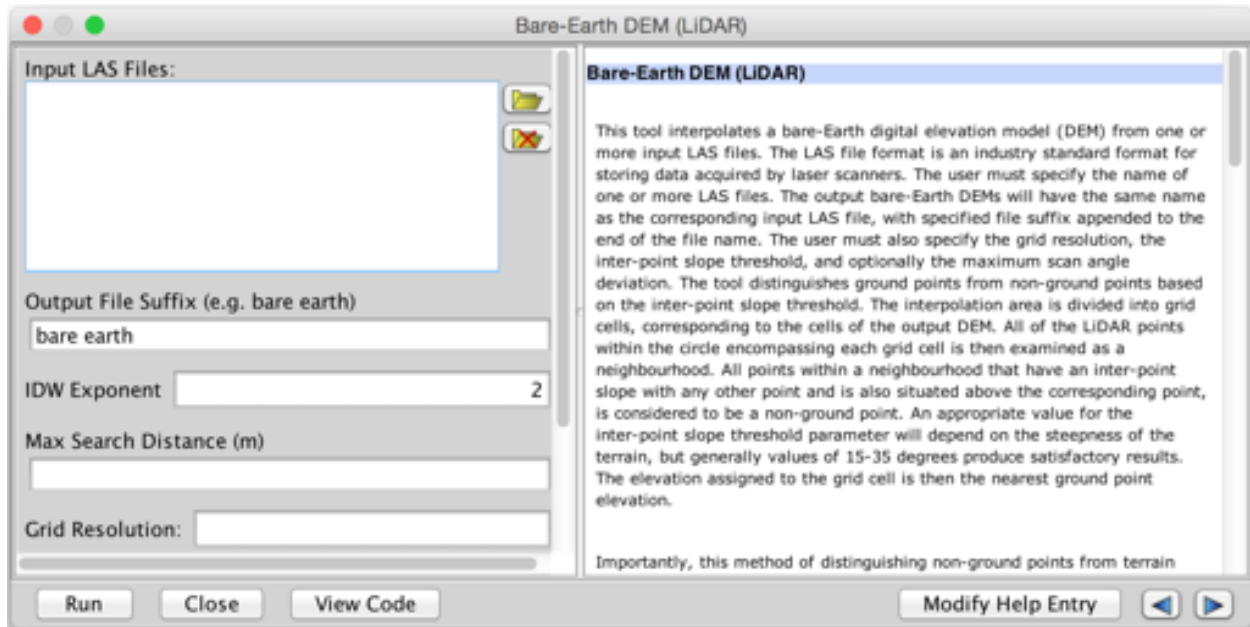 Bare-Earth DEM (LiDAR)
Input LAS Files:
Output File Suffix (e.g. bare earth)
bare earth
IDW Exponent 2
Max Search Distance (m)
Grid Resolution:
Bare-Earth DEM (LiDAR)
This tool interpolates a bare-Earth digital elevation model (DEM) from one or
more input LAS files. The LAS file format is an industry standard format for
storing data acquired by laser scanners. The user must specify the name of
one or more LAS files. The output bare-Earth DEMs will have the same name
as the corresponding input LAS file, with specified file suffix appended to the
end of the file name. The user must also specify the grid resolution, the
inter-point slope threshold, and optionally the maximum scan angle
deviation. The tool distinguishes ground points from non-ground points based
on the inter-point slope threshold. The interpolation area is divided into grid
cells, corresponding to the cells of the output DEM. All of the LiDAR points
within the circle encompassing each grid cell is then examined as a
neighbourhood. All points within a neighbourhood that have an inter-point
slope with any other point and is also situated above the corresponding point,
is considered to be a non-ground point. An appropriate value for the
inter-point slope threshold parameter will depend on the steepness of the
terrain, but generally values of 15-35 degrees produce satisfactory results.
The elevation assigned to the grid cell is then the nearest ground point
elevation.
Importantly, this method of distinguishing non-ground points from terrain
Run Close View Code Modify Help Entry